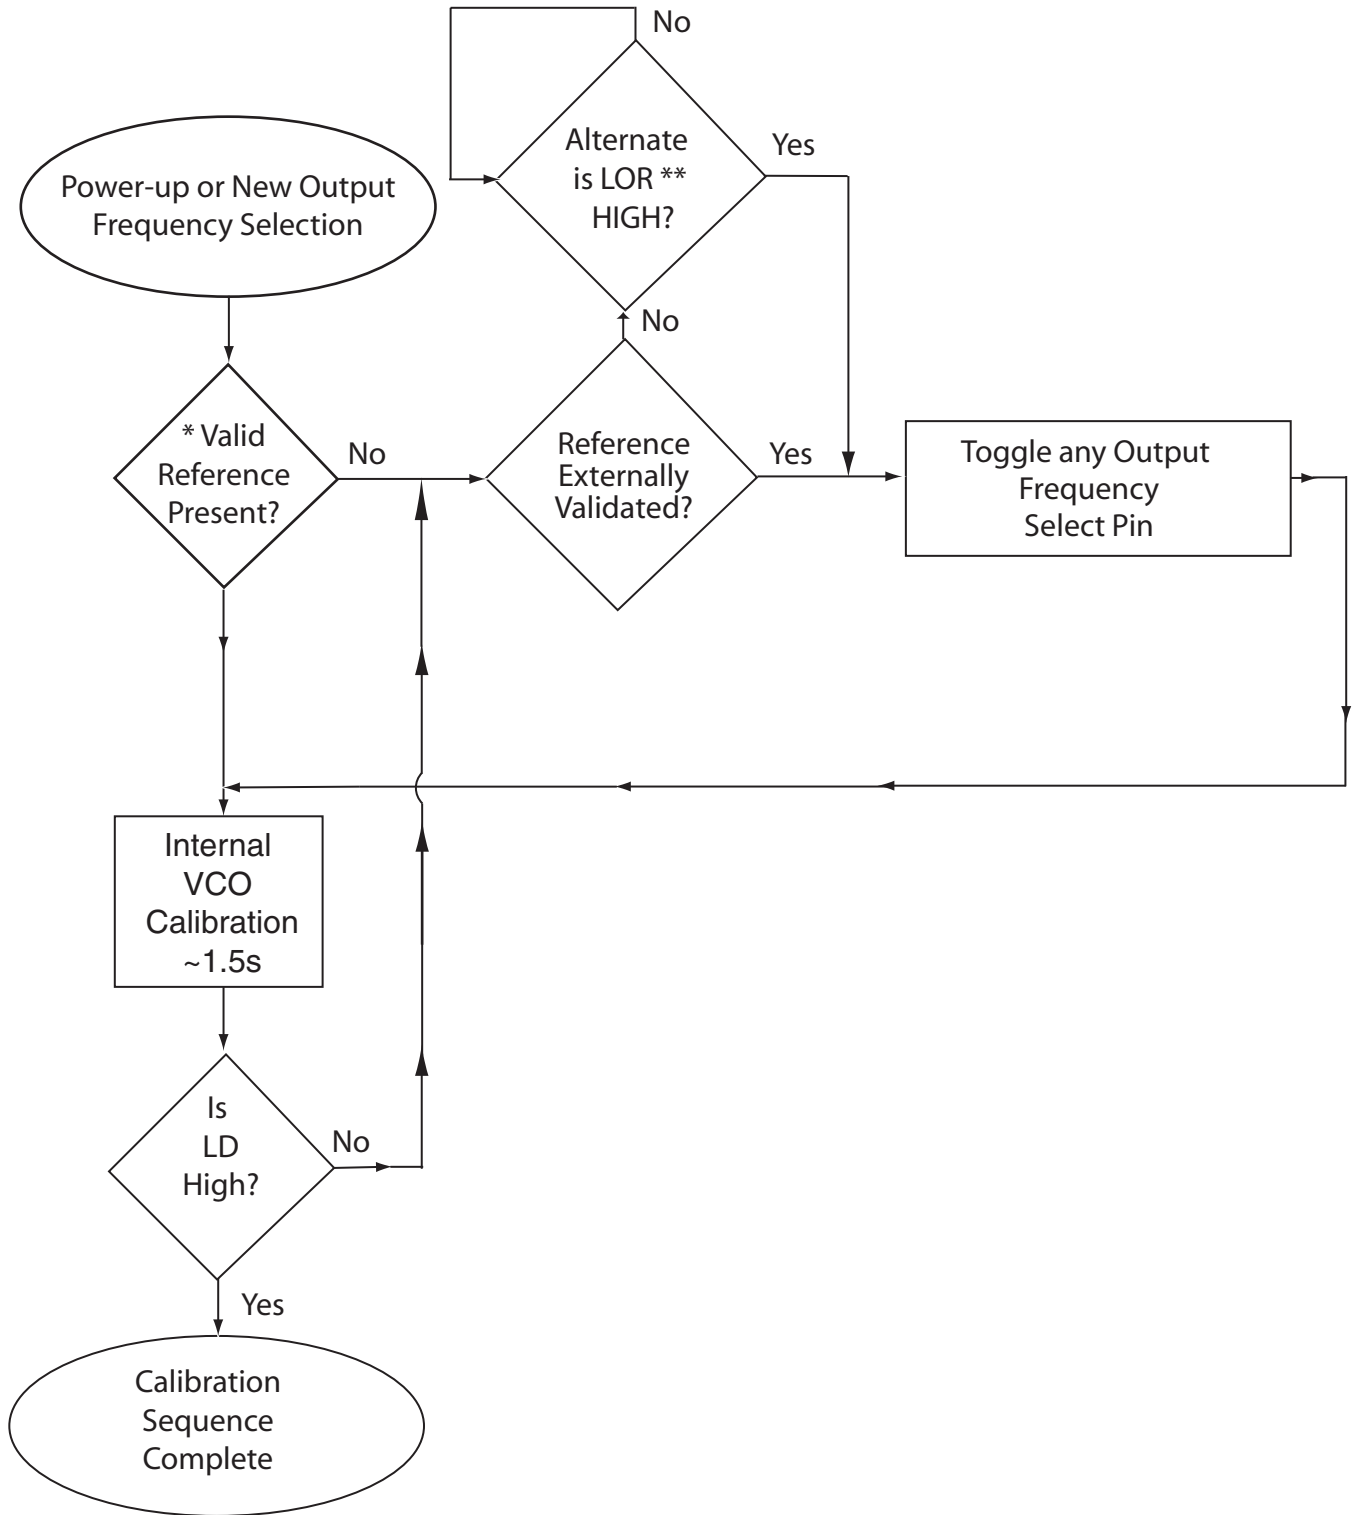 No
Alternate
is LOR **
HIGH?
Yes
Power-up or New Output
Frequency Selection
No
* Valid
Reference
Present?
No
Reference
Externally
Validated?
Yes
Toggle any Output
Frequency
Select Pin
Internal
VCO
Calibration
~1.5s
Is
LD
High?
No
Yes
Calibration
Sequence
Complete